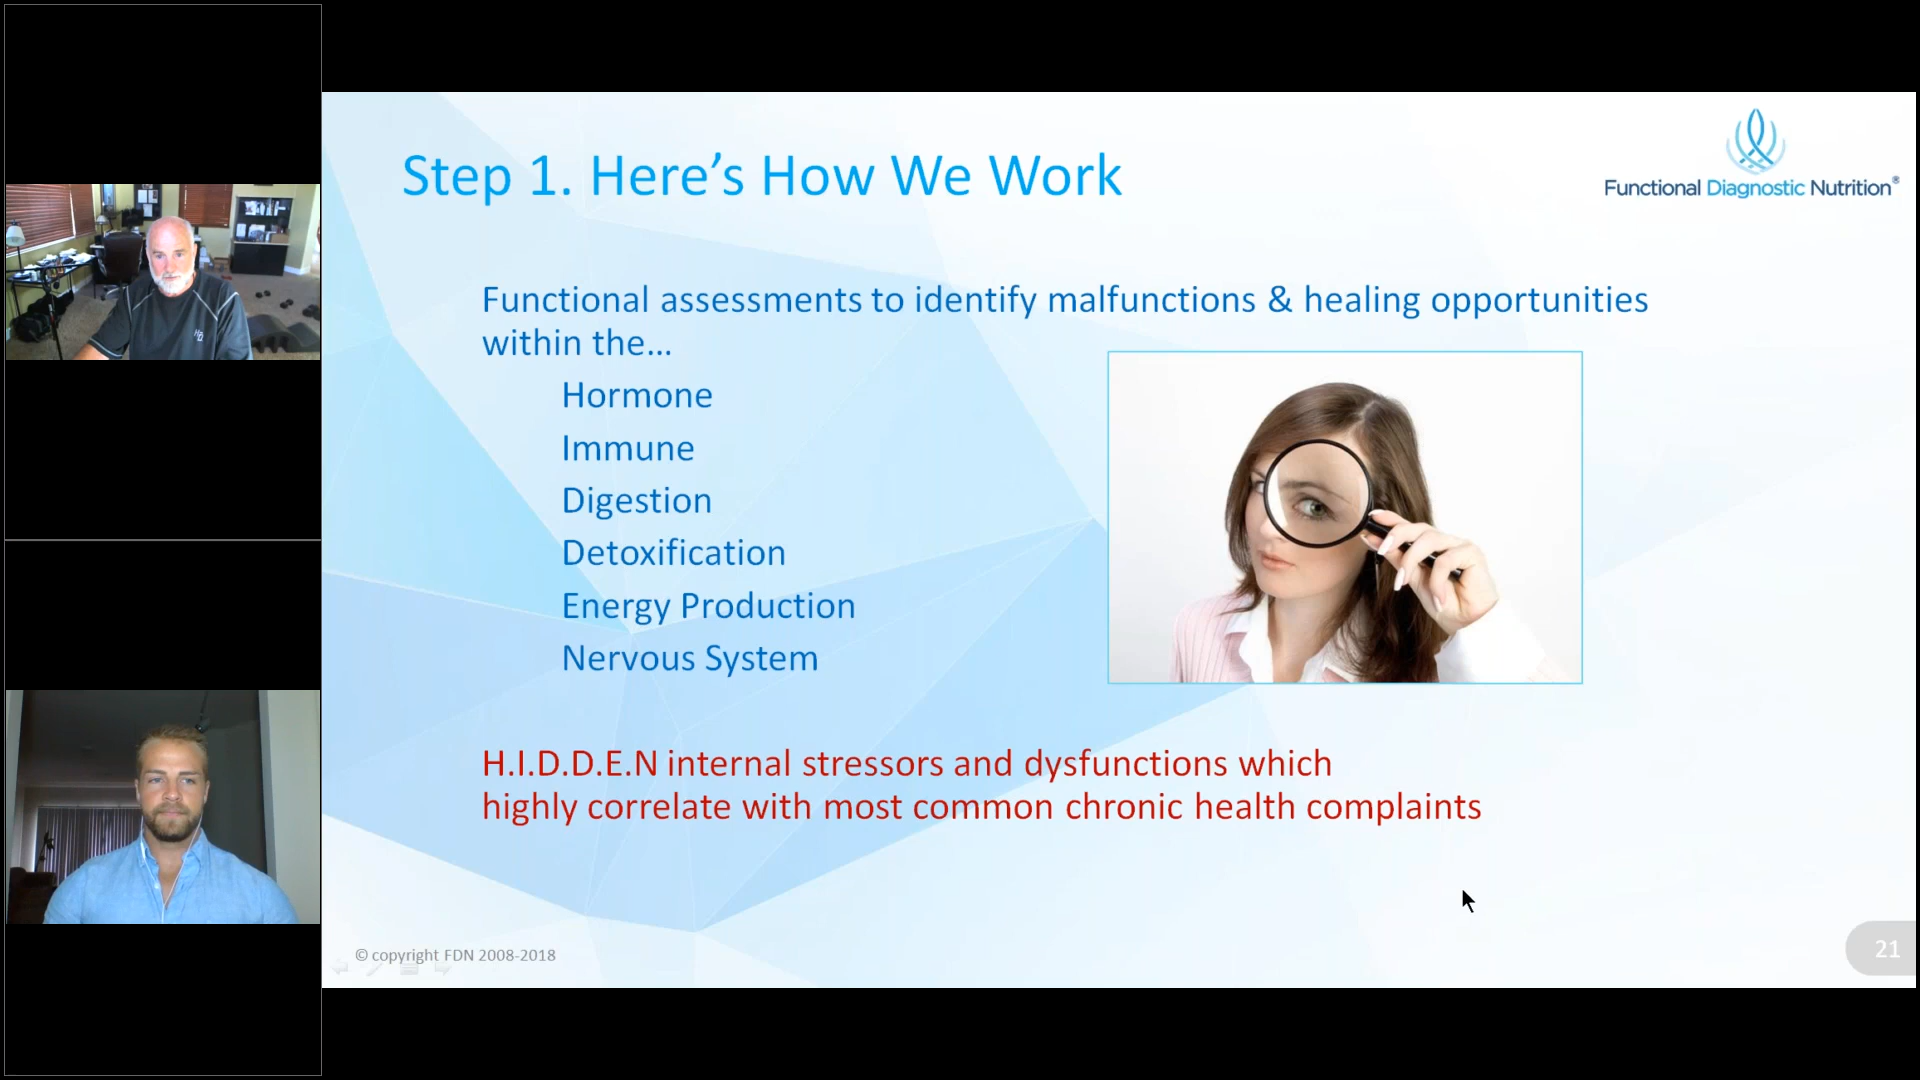 Step 1. Here’s How We Work
Functional Diagnostic Nutrition®
Functional assessments to identify malfunctions & healing opportunities
within the...
Hormone
Immune
Digestion
Detoxification
Energy Production
Nervous System
H.I.D.D.E.N internal stressors and dysfunctions which
highly correlate with most common chronic health complaints
© copyright FDN 2008-2018
21